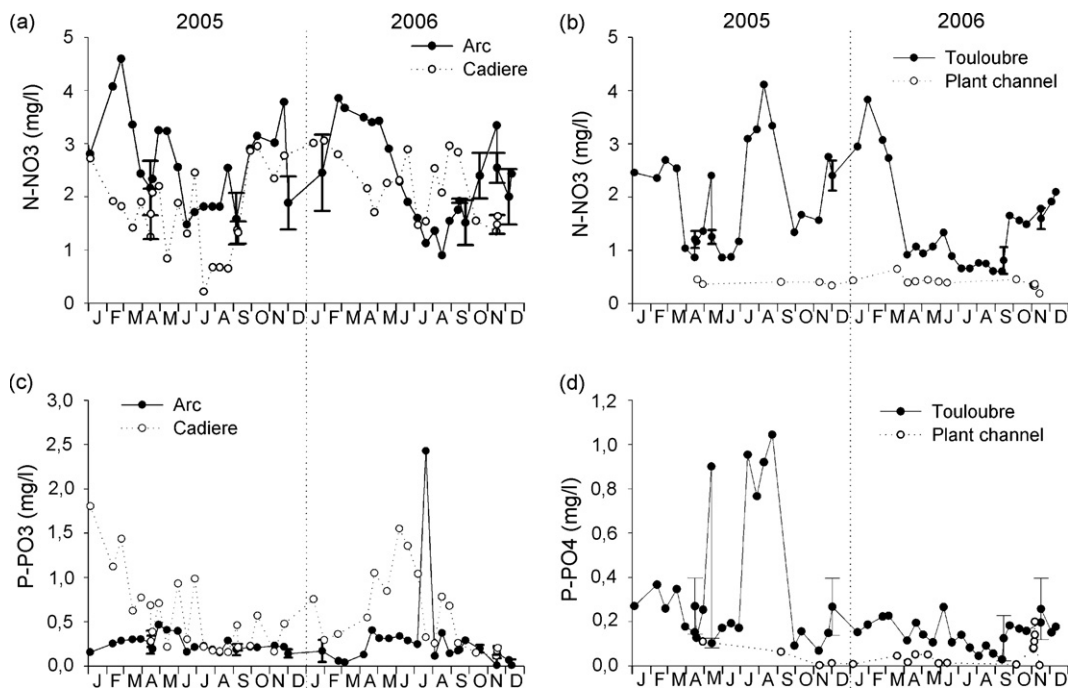 2005
2006
2005
2006
(a)
Arc
Cadiere
N-NO3 (mg/l)
5
4
3
2
1
0
J F M A M J J A S O N D J F M A M J J A S O N D
(b)
Touloubre
Plant channel
N-NO3 (mg/l)
5
4
3
2
1
0
J F M A M J J A S O N D J F M A M J J A S O N D
(c)
Arc
Cadiere
P-PO3 (mg/l)
3,0
2,5
2,0
1,5
1,0
0,5
0,0
J F M A M J J A S O N D J F M A M J J A S O N D
(d)
Touloubre
Plant channel
P-PO4 (mg/l)
1,2
1,0
0,8
0,6
0,4
0,2
0,0
J F M A M J J A S O N D J F M A M J J A S O N D